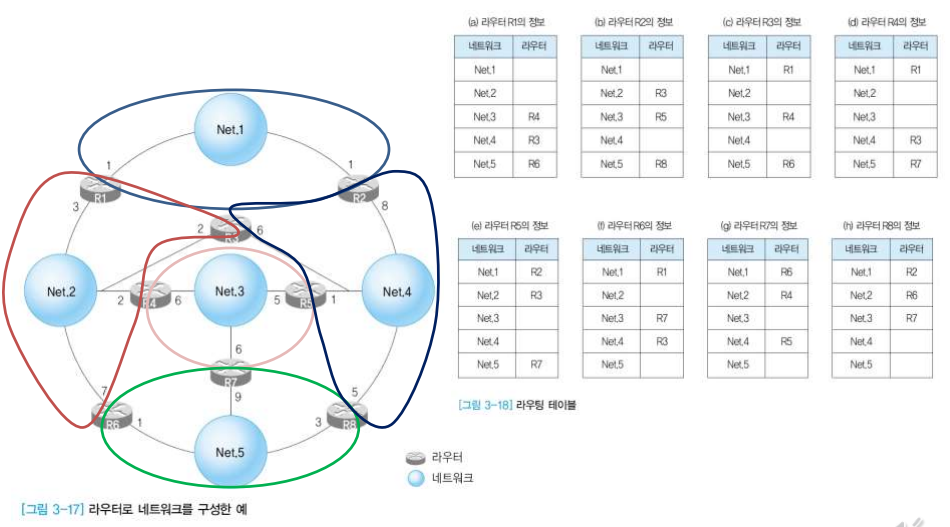 Net.1
1
1
R1
R2
3
8
2
R3
6
Net.2
2
R4
6
Net.3
5
R5
1
Net.4
6
R7
9
7
R6
1
Net.5
3
R8
5
라우터
네트워크
[그림 3-17] 라우터로 네트워크를 구성한 예
(a) 라우터 R1의 정보
네트워크 라우터
Net.1
Net.2
Net.3 R4
Net.4 R3
Net.5 R6
(b) 라우터 R2의 정보
네트워크 라우터
Net.1
Net.2 R3
Net.3 R5
Net.4
Net.5 R8
(c) 라우터 R3의 정보
네트워크 라우터
Net.1 R1
Net.2
Net.3 R4
Net.4
Net.5 R6
(d) 라우터 R4의 정보
네트워크 라우터
Net.1 R1
Net.2
Net.3
Net.4 R3
Net.5 R7
(e) 라우터 R5의 정보
네트워크 라우터
Net.1 R2
Net.2 R3
Net.3
Net.4
Net.5 R7
(f) 라우터 R6의 정보
네트워크 라우터
Net.1 R1
Net.2
Net.3 R7
Net.4 R3
Net.5
(g) 라우터 R7의 정보
네트워크 라우터
Net.1 R6
Net.2 R4
Net.3
Net.4 R5
Net.5
(h) 라우터 R8의 정보
네트워크 라우터
Net.1 R2
Net.2 R6
Net.3 R7
Net.4
Net.5
[그림 3-18] 라우팅 테이블